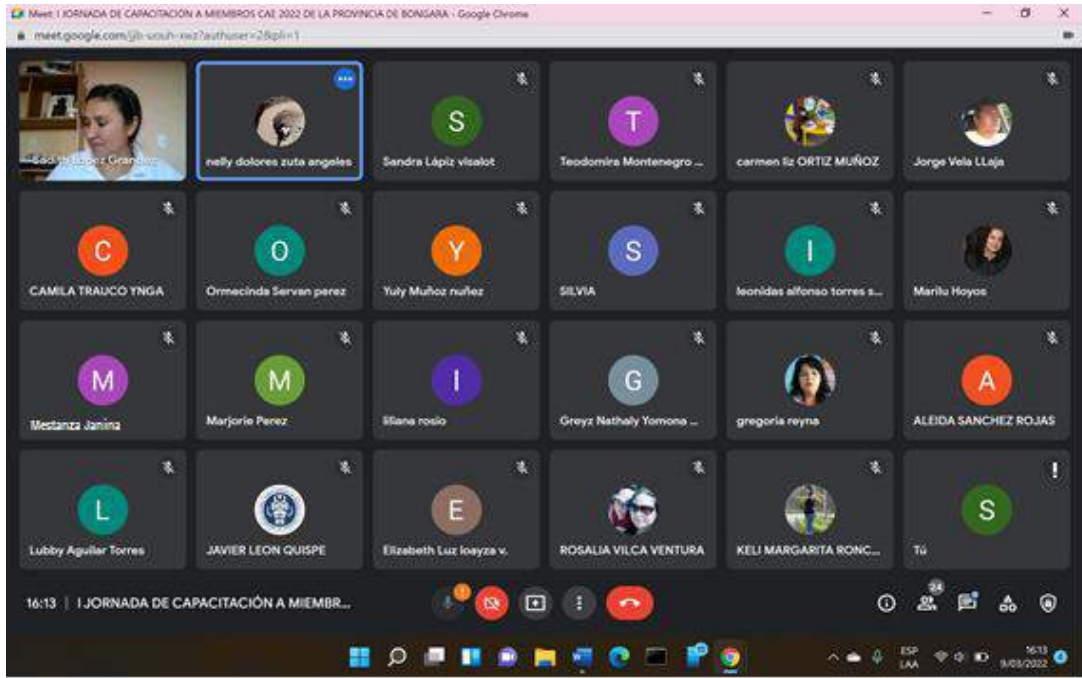 Meet: I JORNADA DE CAPACITACIÓN A MIEMBROS CAE 2022 DE LA PROVINCIA DE BONGARA - Google Chrome
meet.google.com/
nelly dolores zuta angeles
S
Sandra Lápiz visalot
T
Teodomira Montenegro ...
carmen liz ORTIZ MUÑOZ
Jorge Vela LLaja
C
CAMILA TRAUCO YNGA
O
Ormecinda Servan perez
Y
Yuly Muñoz nuñez
S
SILVIA
l
leonidas alfonso torres s...
Marilu Hoyos
M
Mestanza Janina
M
Marjorie Perez
l
liliana rosio
G
Greyz Nathaly Yomona ...
gregoria reyna
A
ALEIDA SANCHEZ ROJAS
L
Lubby Aguilar Torres
JAVIER LEON QUISPE
E
Elizabeth Luz loayza v.
ROSALIA VILCA VENTURA
KELI MARGARITA RONC...
S
Tú
16:13 | I JORNADA DE CAPACITACIÓN A MIEMBR...
24
ESP
LAA
16:13
9/03/2022